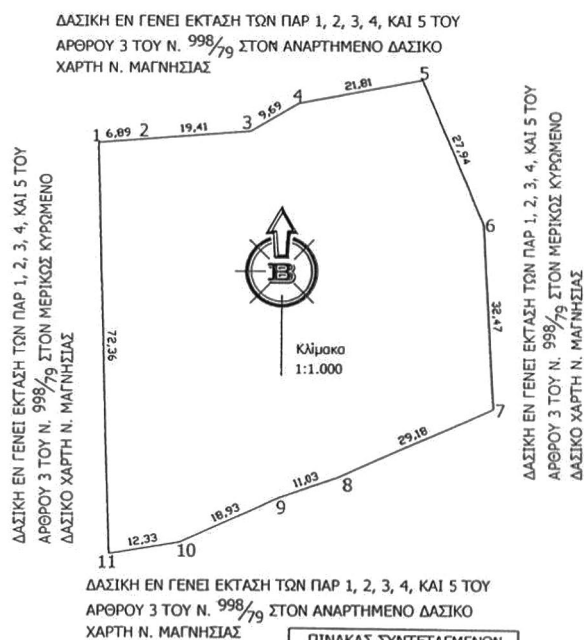 ΔΑΣΙΚΗ ΕΝ ΓΕΝΕΙ ΕΚΤΑΣΗ ΤΩΝ ΠΑΡ 1, 2, 3, 4, ΚΑΙ 5 ΤΟΥ
ΑΡΘΡΟΥ 3 ΤΟΥ Ν. 998/79 ΣΤΟΝ ΑΝΑΡΤΗΜΕΝΟ ΔΑΣΙΚΟ
ΧΑΡΤΗ Ν. ΜΑΓΝΗΣΙΑΣ
1 6,89 2 19,41 3 9,69 4 21,81 5
27,94
6
32,47
7
29,18
8
11,03
9
18,93
10
12,33
11
72,36
Β
Κλίμακα
1:1.000
ΔΑΣΙΚΗ ΕΝ ΓΕΝΕΙ ΕΚΤΑΣΗ ΤΩΝ ΠΑΡ 1, 2, 3, 4, ΚΑΙ 5 ΤΟΥ
ΑΡΘΡΟΥ 3 ΤΟΥ Ν. 998/79 ΣΤΟΝ ΜΕΡΙΚΩΣ ΚΥΡΩΜΕΝΟ
ΔΑΣΙΚΟ ΧΑΡΤΗ Ν. ΜΑΓΝΗΣΙΑΣ
ΔΑΣΙΚΗ ΕΝ ΓΕΝΕΙ ΕΚΤΑΣΗ ΤΩΝ ΠΑΡ 1, 2, 3, 4, ΚΑΙ 5 ΤΟΥ
ΑΡΘΡΟΥ 3 ΤΟΥ Ν. 998/79 ΣΤΟΝ ΜΕΡΙΚΩΣ ΚΥΡΩΜΕΝΟ
ΔΑΣΙΚΟ ΧΑΡΤΗ Ν. ΜΑΓΝΗΣΙΑΣ
ΔΑΣΙΚΗ ΕΝ ΓΕΝΕΙ ΕΚΤΑΣΗ ΤΩΝ ΠΑΡ 1, 2, 3, 4, ΚΑΙ 5 ΤΟΥ
ΑΡΘΡΟΥ 3 ΤΟΥ Ν. 998/79 ΣΤΟΝ ΑΝΑΡΤΗΜΕΝΟ ΔΑΣΙΚΟ
ΧΑΡΤΗ Ν. ΜΑΓΝΗΣΙΑΣ
ΠΙΝΑΚΑΣ ΣΥΝΤΕΤΑΓΜΕΝΩΝ